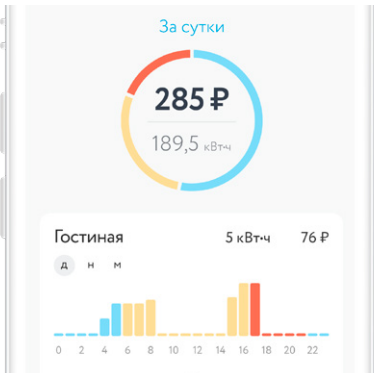 За сутки
285 ₽
189,5 кВт·ч
Гостиная 5 кВт·ч 76 ₽
Д Н М
0 2 4 6 8 10 12 14 16 18 20 22